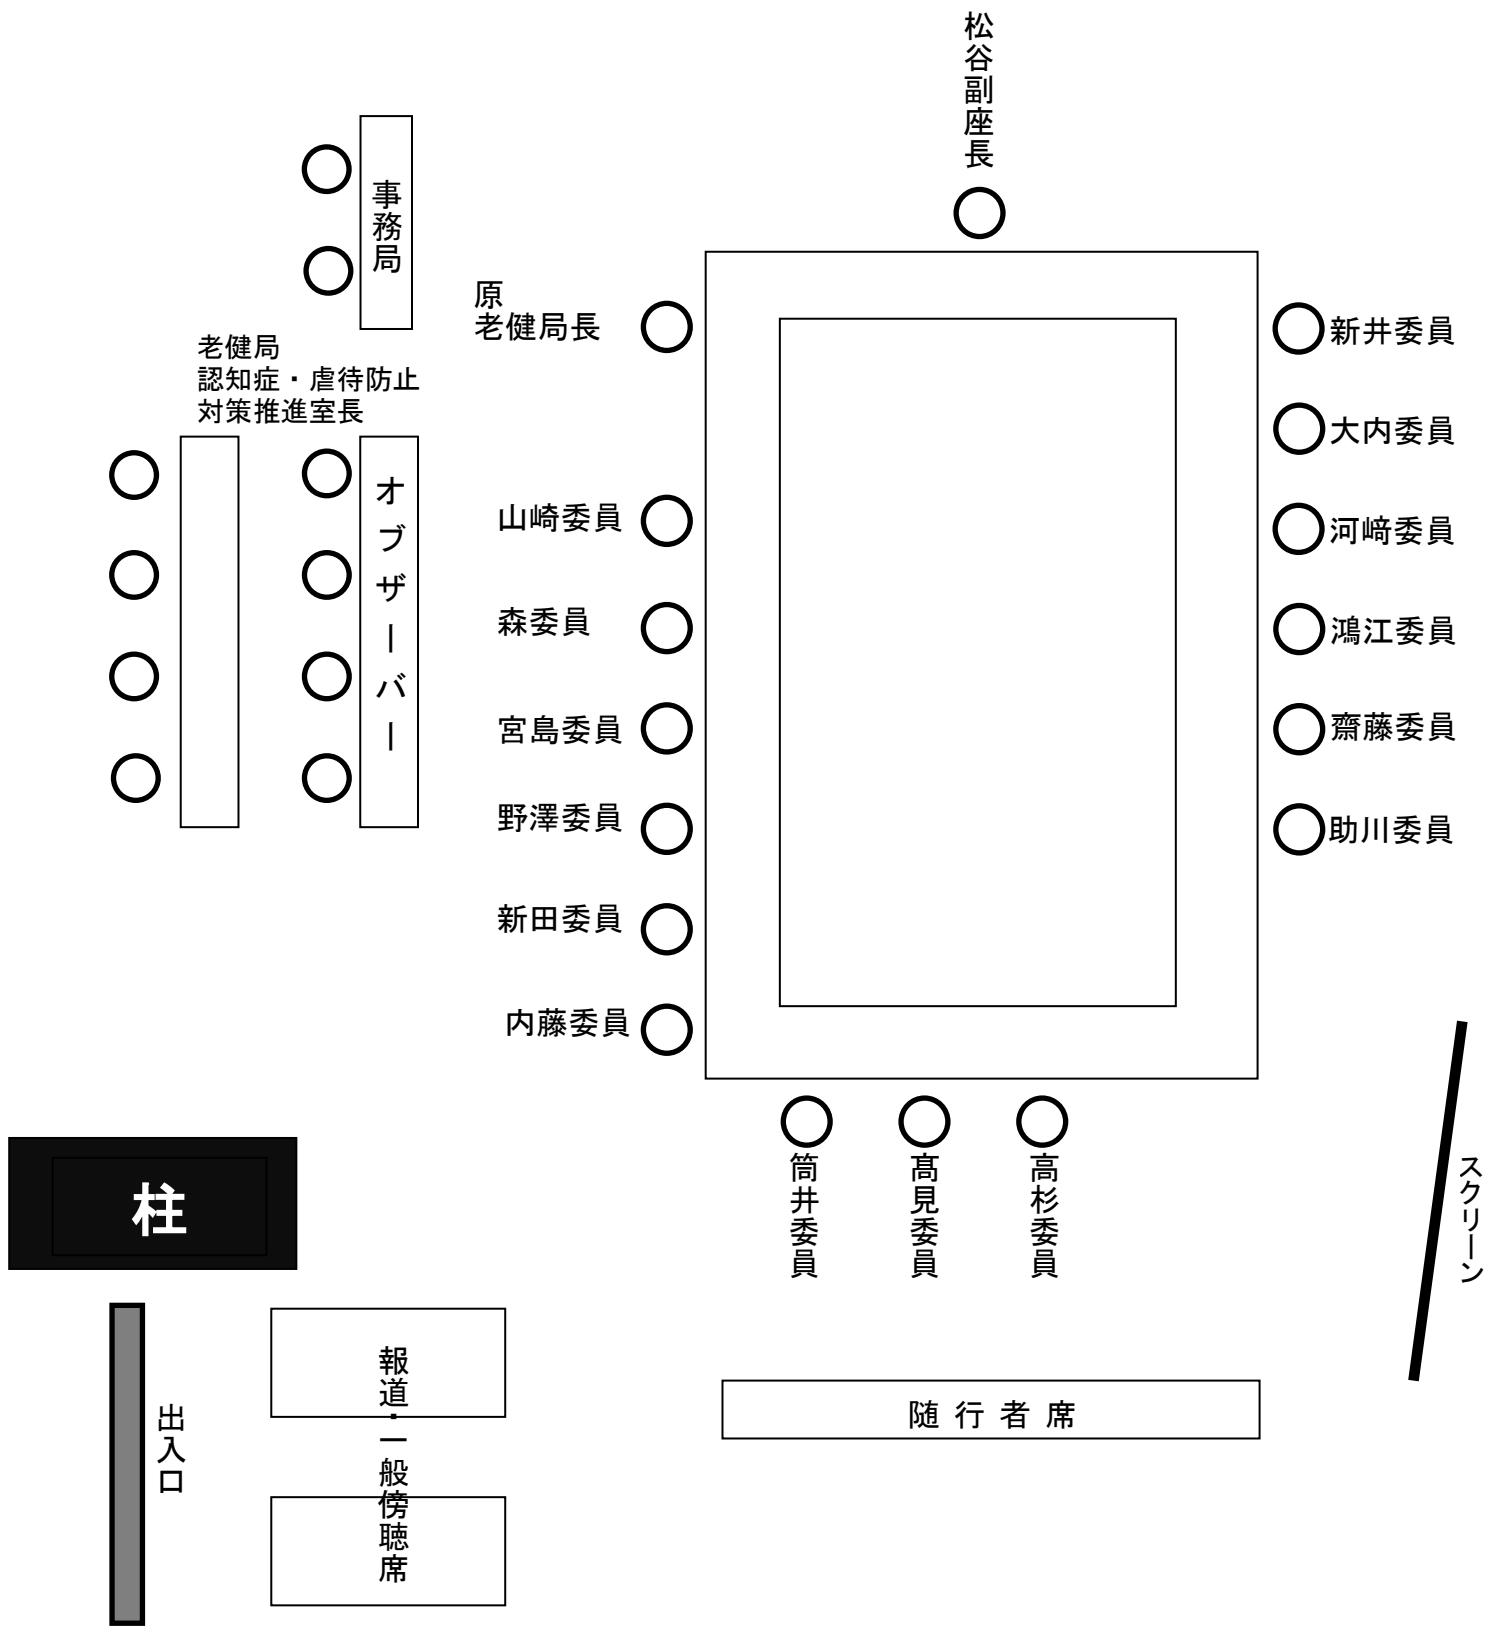 松谷副座長
事務局
原
老健局長
老健局
認知症・虐待防止
対策推進室長
オブザーバー
山崎委員
森委員
宮島委員
野澤委員
新田委員
内藤委員
新井委員
大内委員
河﨑委員
鴻江委員
齋藤委員
助川委員
筒井委員
髙見委員
高杉委員
柱
スクリーン
出入口
報道・一般傍聴席
随行者席